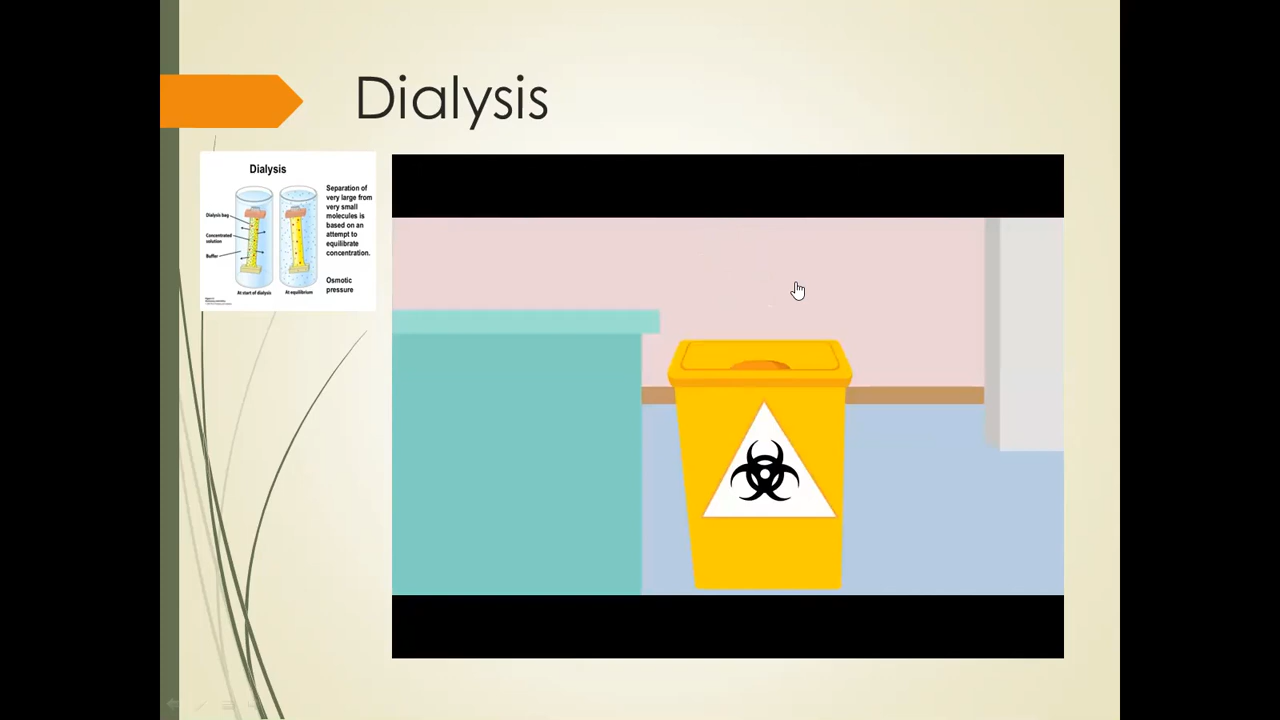 Dialysis
Dialysis
Separation of
very large from
very small
molecules is
based on an
attempt to
equilibrate
concentration.
Osmotic
pressure
Dialysis bag
Concentrated
solution
Buffer
At start of dialysis
At equilibrium